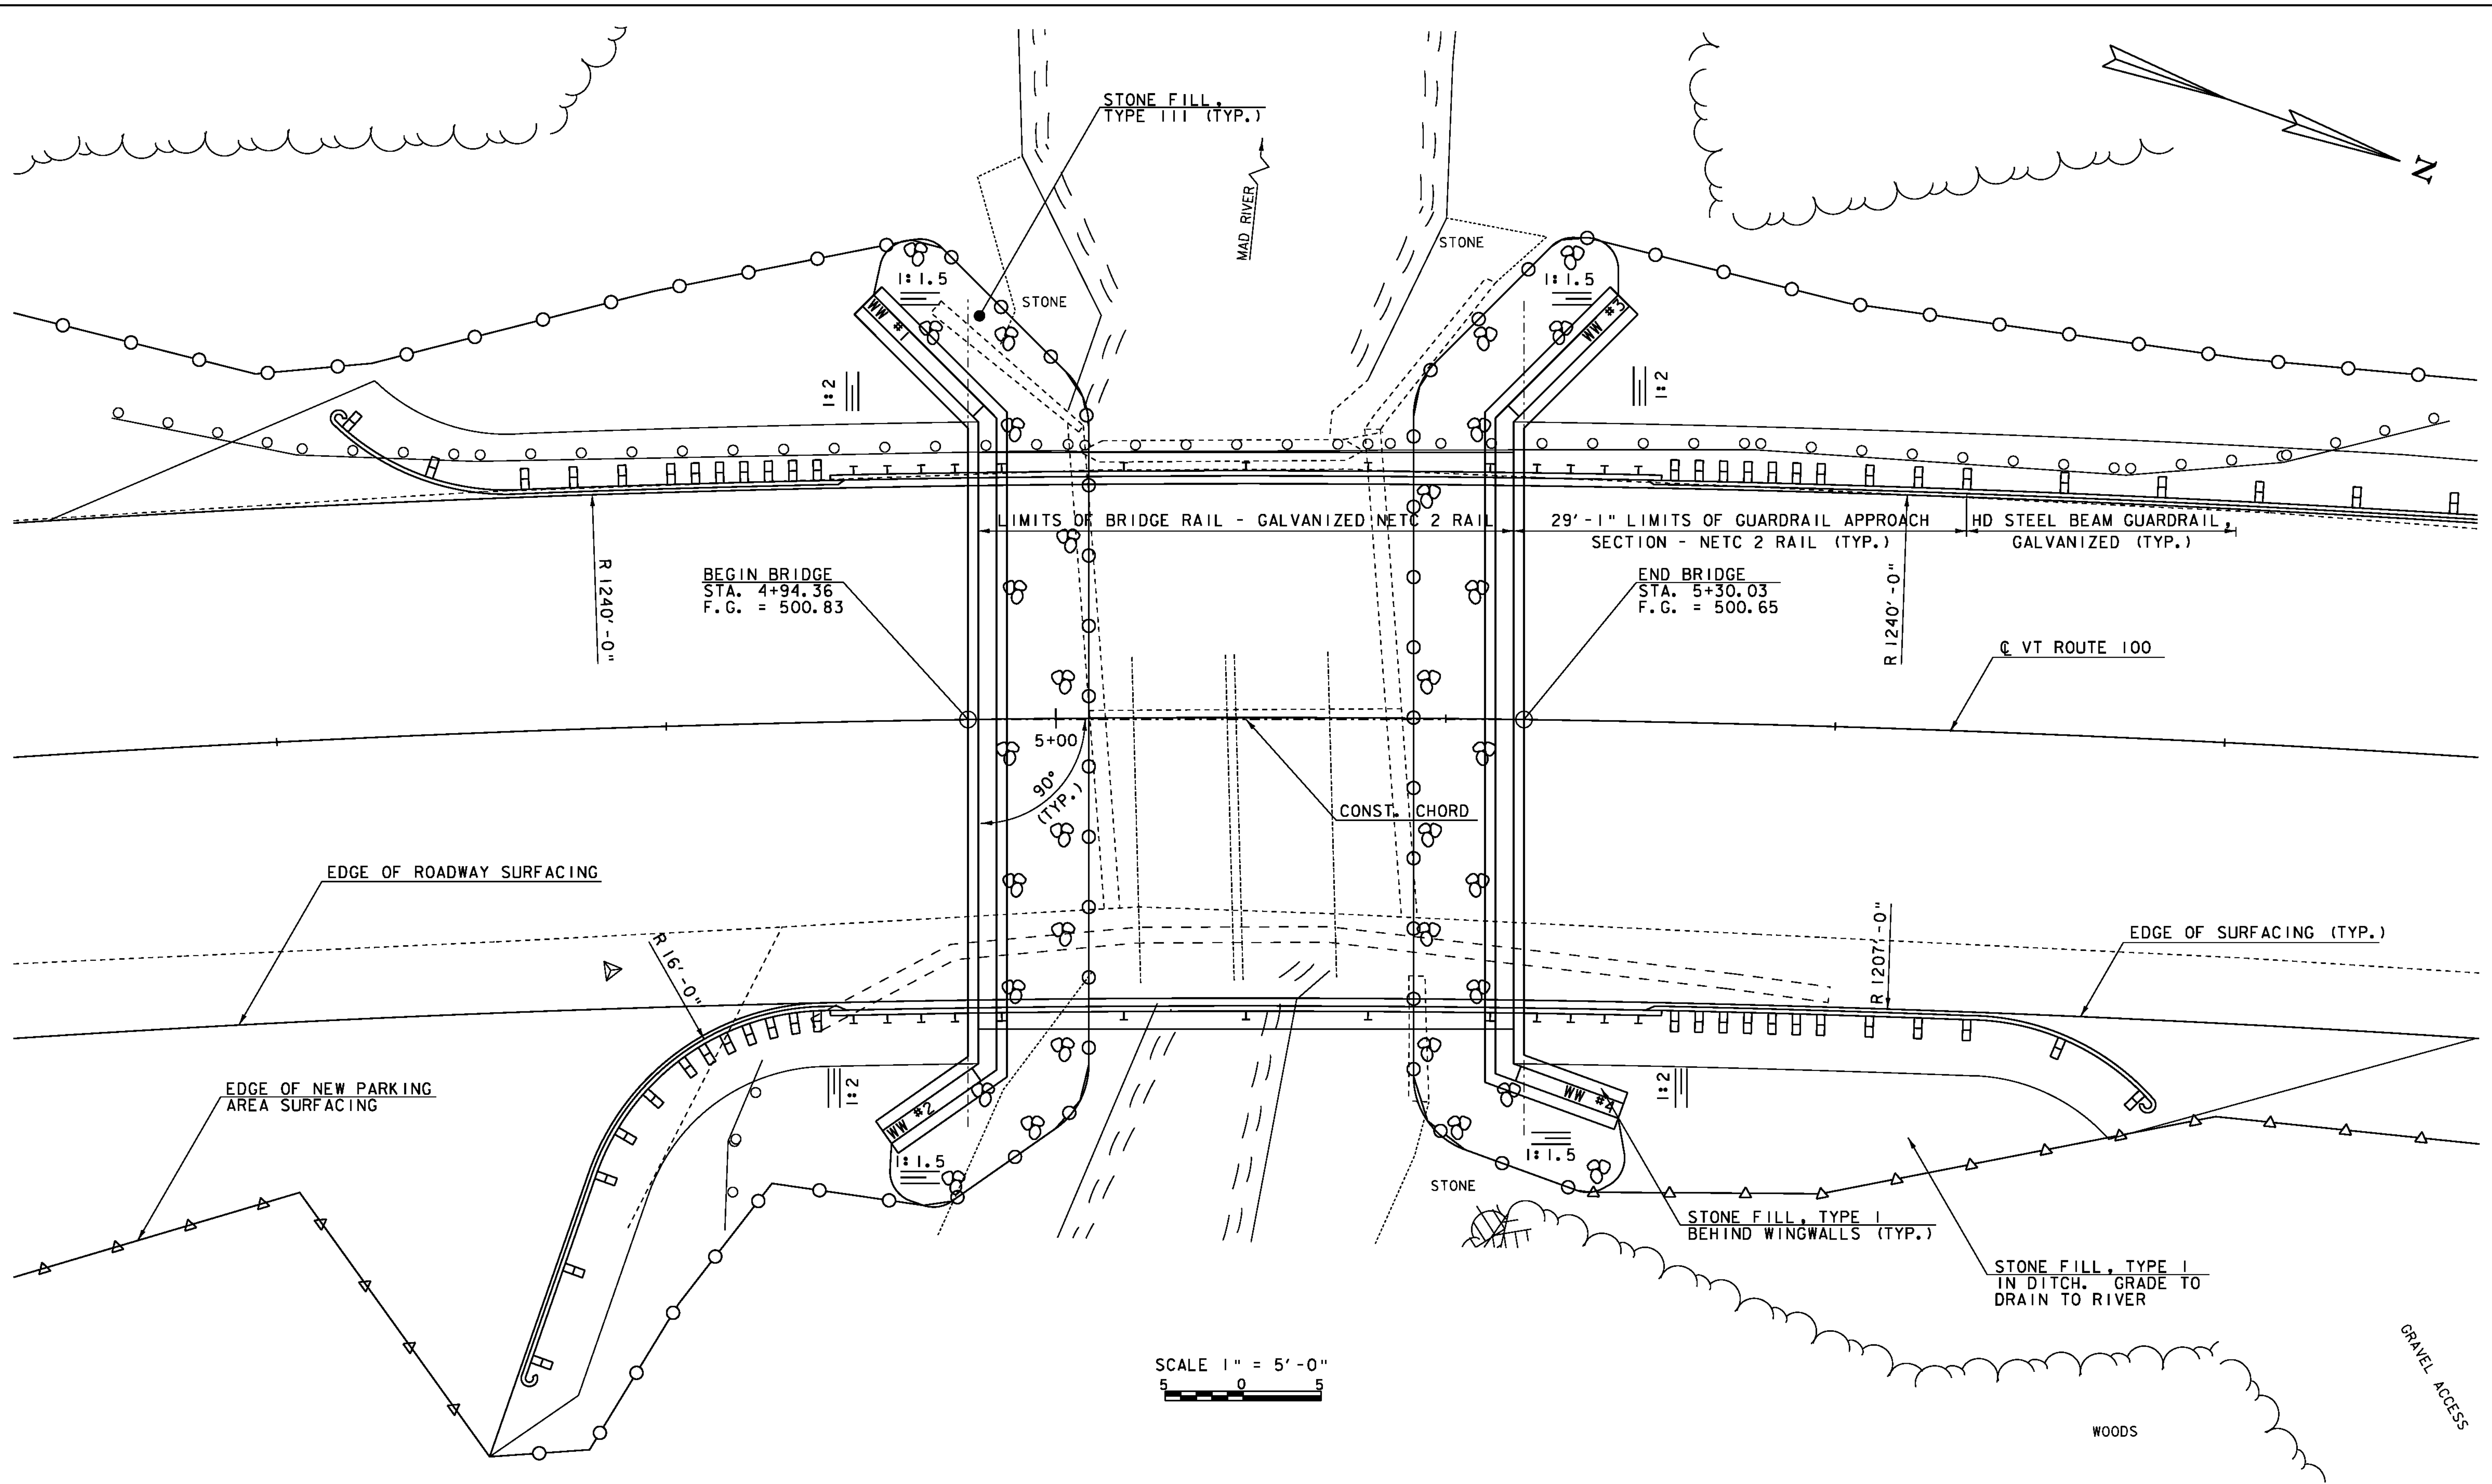 STONE FILL,
TYPE III (TYP.)
MAD RIVER
N
STONE
STONE
1:1.5
1:1.5
WW #1
WW #3
1:2
1:2
LIMITS OF BRIDGE RAIL - GALVANIZED NETC 2 RAIL
29'-1" LIMITS OF GUARDRAIL APPROACH
SECTION - NETC 2 RAIL (TYP.)
HD STEEL BEAM GUARDRAIL,
GALVANIZED (TYP.)
R 1240'-0"
BEGIN BRIDGE
STA. 4+94.36
F.G. = 500.83
END BRIDGE
STA. 5+30.03
F.G. = 500.65
R 1240'-0"
℄ VT ROUTE 100
5+00
90°
(TYP.)
CONST. CHORD
EDGE OF ROADWAY SURFACING
R 16'-0"
R 1207'-0"
EDGE OF SURFACING (TYP.)
EDGE OF NEW PARKING
AREA SURFACING
1:2
1:2
WW #2
WW #4
1:1.5
1:1.5
STONE
STONE FILL, TYPE I
BEHIND WINGWALLS (TYP.)
STONE FILL, TYPE I
IN DITCH. GRADE TO
DRAIN TO RIVER
SCALE 1" = 5'-0"
5 0 5
GRAVEL ACCESS
WOODS